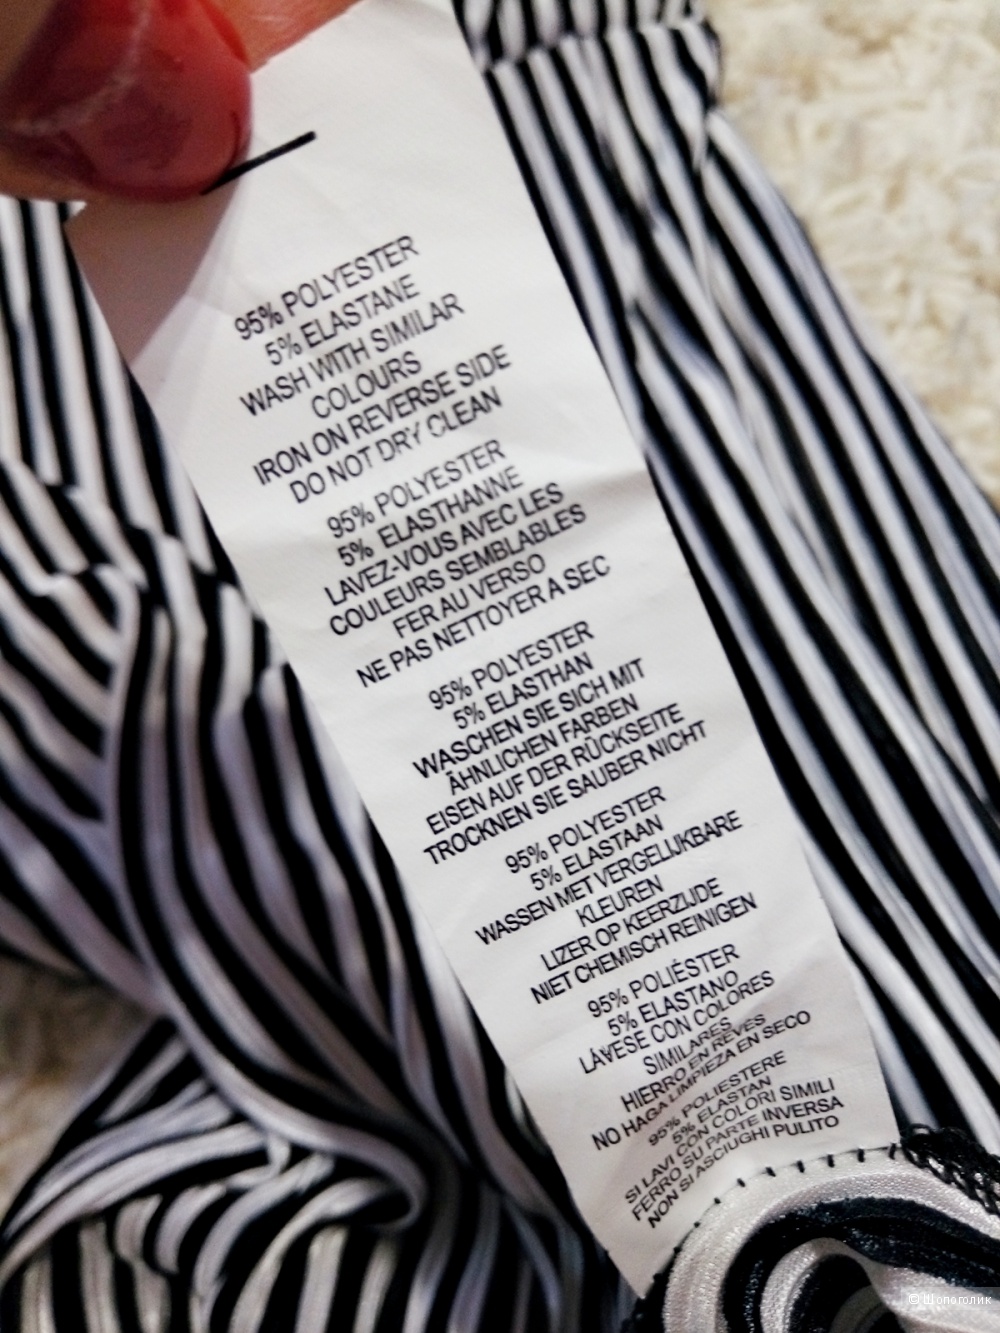 95% POLYESTER
5% ELASTANE
WASH WITH SIMILAR
COLOURS
IRON ON REVERSE SIDE
DO NOT DRY CLEAN
95% POLYESTER
5% ELASTHANNE
LAVEZ-VOUS AVEC LES
COULEURS SEMBLABLES
FER AU VERSO
NE PAS NETTOYER A SEC
95% POLYESTER
5% ELASTHAN
WASCHEN SIE SICH MIT
ÄHNLICHEN FARBEN
EISEN AUF DER RÜCKSEITE
TROCKNEN SIE SAUBER NICHT
95% POLYESTER
5% ELASTAAN
WASSEN MET VERGELIJKBARE
KLEUREN
IJZER OP KEERZIJDE
NIET CHEMISCH REINIGEN
95% POLIÉSTER
5% ELASTANO
LÁVESE CON COLORES
SIMILARES
HIERRO EN REVÉS
NO HAGA LIMPIEZA EN SECO
95% POLIESTERE
5% ELASTAN
SI LAVI CON COLORI SIMILI
FERRO SU PARTE INVERSA
NON SI ASCIUGHI PULITO
© Шопоголик